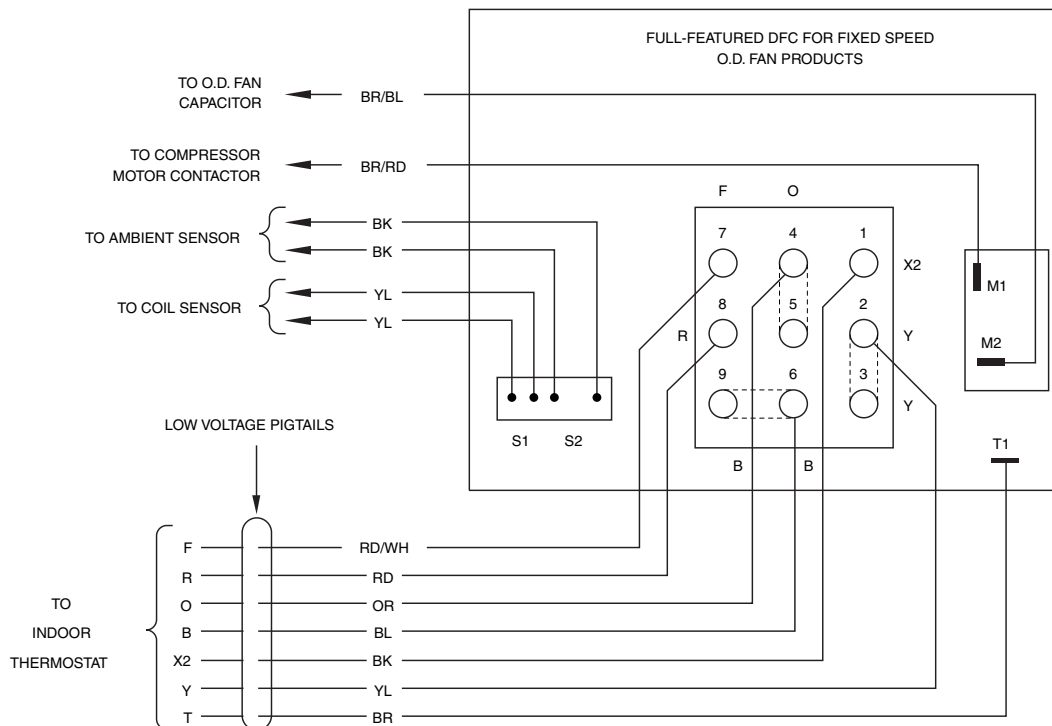 FULL-FEATURED DFC FOR FIXED SPEED
O.D. FAN PRODUCTS
TO O.D. FAN
CAPACITOR
BR/BL
TO COMPRESSOR
MOTOR CONTACTOR
BR/RD
TO AMBIENT SENSOR
BK
BK
TO COIL SENSOR
YL
YL
F O
7 4 1
X2
8 5 2
R Y
9 6 3
Y
B B
M1
M2
T1
S1 S2
LOW VOLTAGE PIGTAILS
TO
INDOOR
THERMOSTAT
F RD/WH
R RD
O OR
B BL
X2 BK
Y YL
T BR